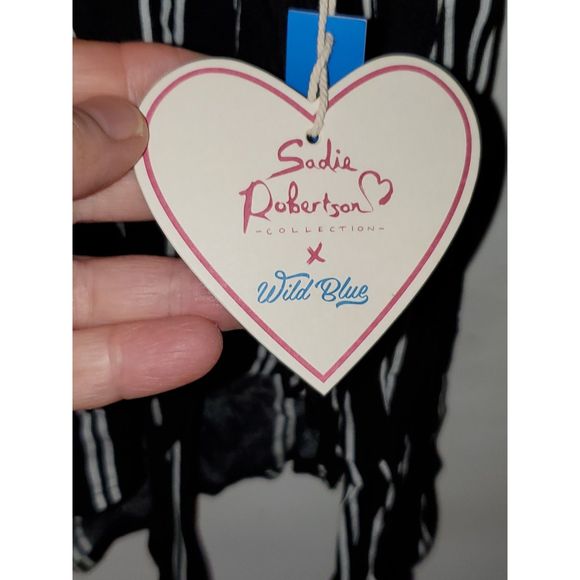 Sadie
Robertson
-COLLECTION-
X
Wild Blue